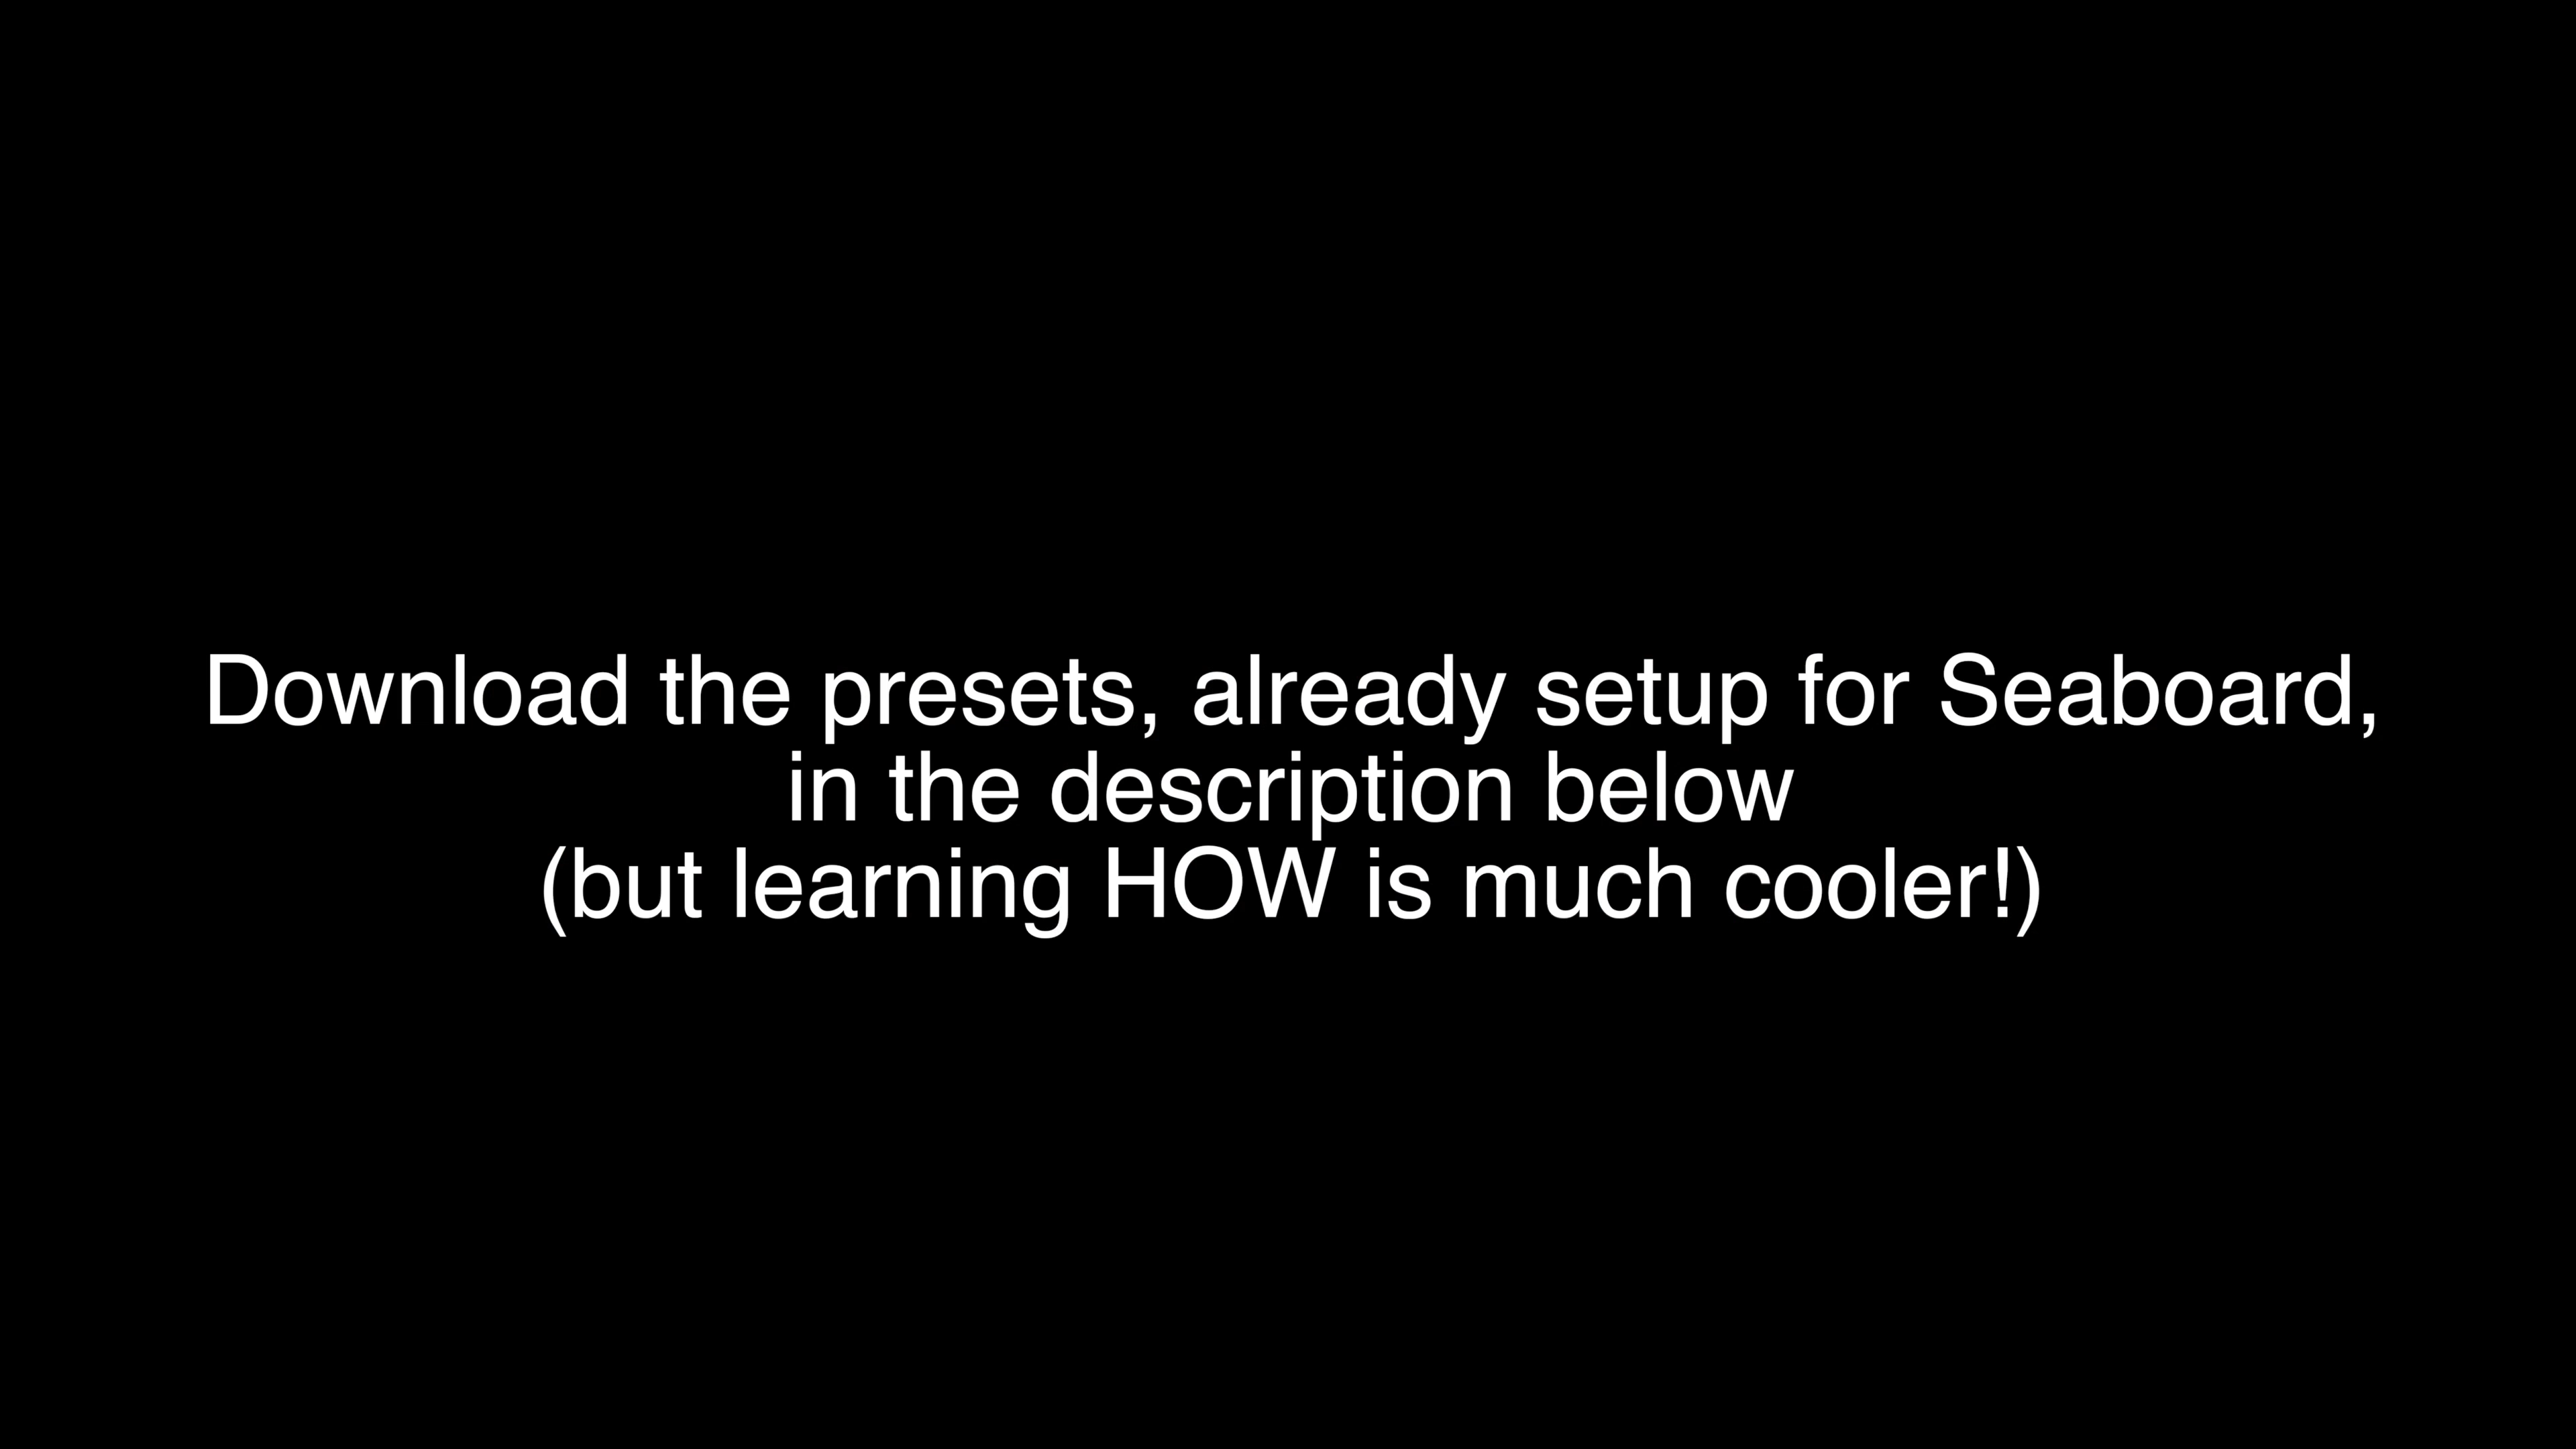 Download the presets, already setup for Seaboard,
in the description below
(but learning HOW is much cooler!)